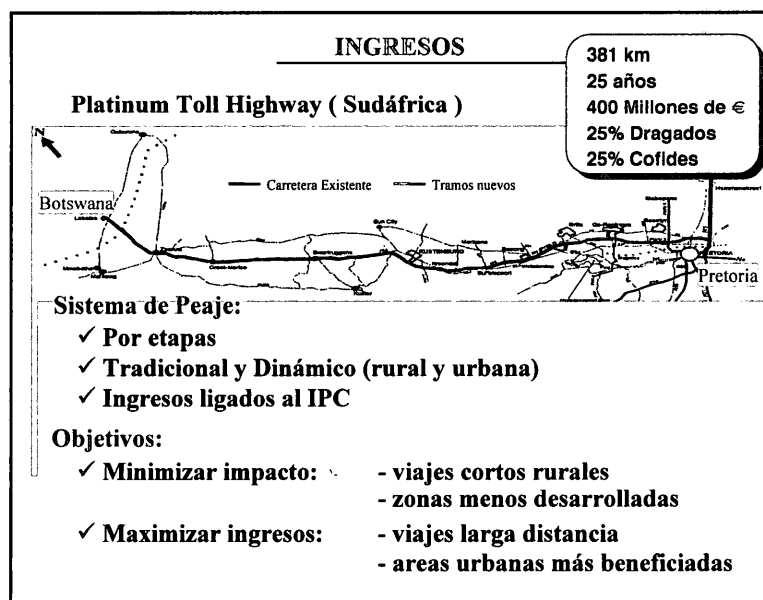 INGRESOS
381 km
25 años
400 Millones de €
25% Dragados
25% Cofides
Platinum Toll Highway ( Sudáfrica )
N
Carretera Existente
Tramos nuevos
Botswana
Sun City
Pretoria
Sistema de Peaje:
✓ Por etapas
✓ Tradicional y Dinámico (rural y urbana)
✓ Ingresos ligados al IPC
Objetivos:
✓ Minimizar impacto: - viajes cortos rurales
- zonas menos desarrolladas
✓ Maximizar ingresos: - viajes larga distancia
- areas urbanas más beneficiadas